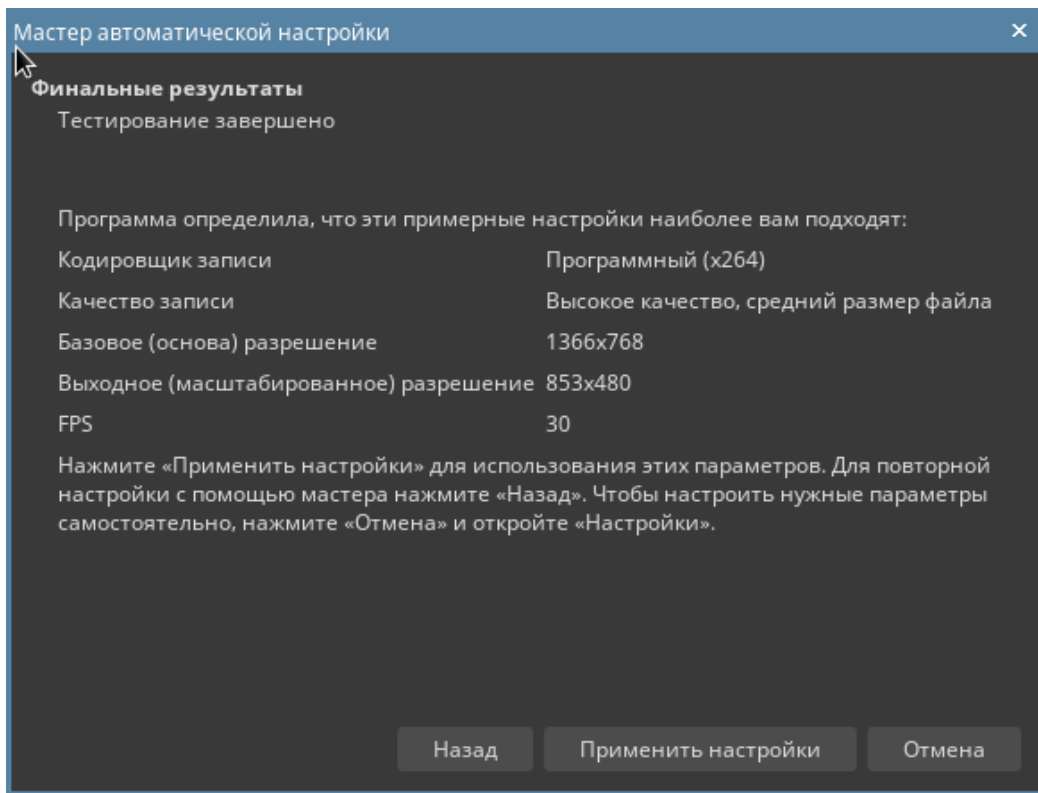 Мастер автоматической настройки
Финальные результаты
Тестирование завершено
Программа определила, что эти примерные настройки наиболее вам подходят:
Кодировщик записи Программный (x264)
Качество записи Высокое качество, средний размер файла
Базовое (основа) разрешение 1366x768
Выходное (масштабированное) разрешение 853x480
FPS 30
Нажмите «Применить настройки» для использования этих параметров. Для повторной
настройки с помощью мастера нажмите «Назад». Чтобы настроить нужные параметры
самостоятельно, нажмите «Отмена» и откройте «Настройки».
Назад Применить настройки Отмена